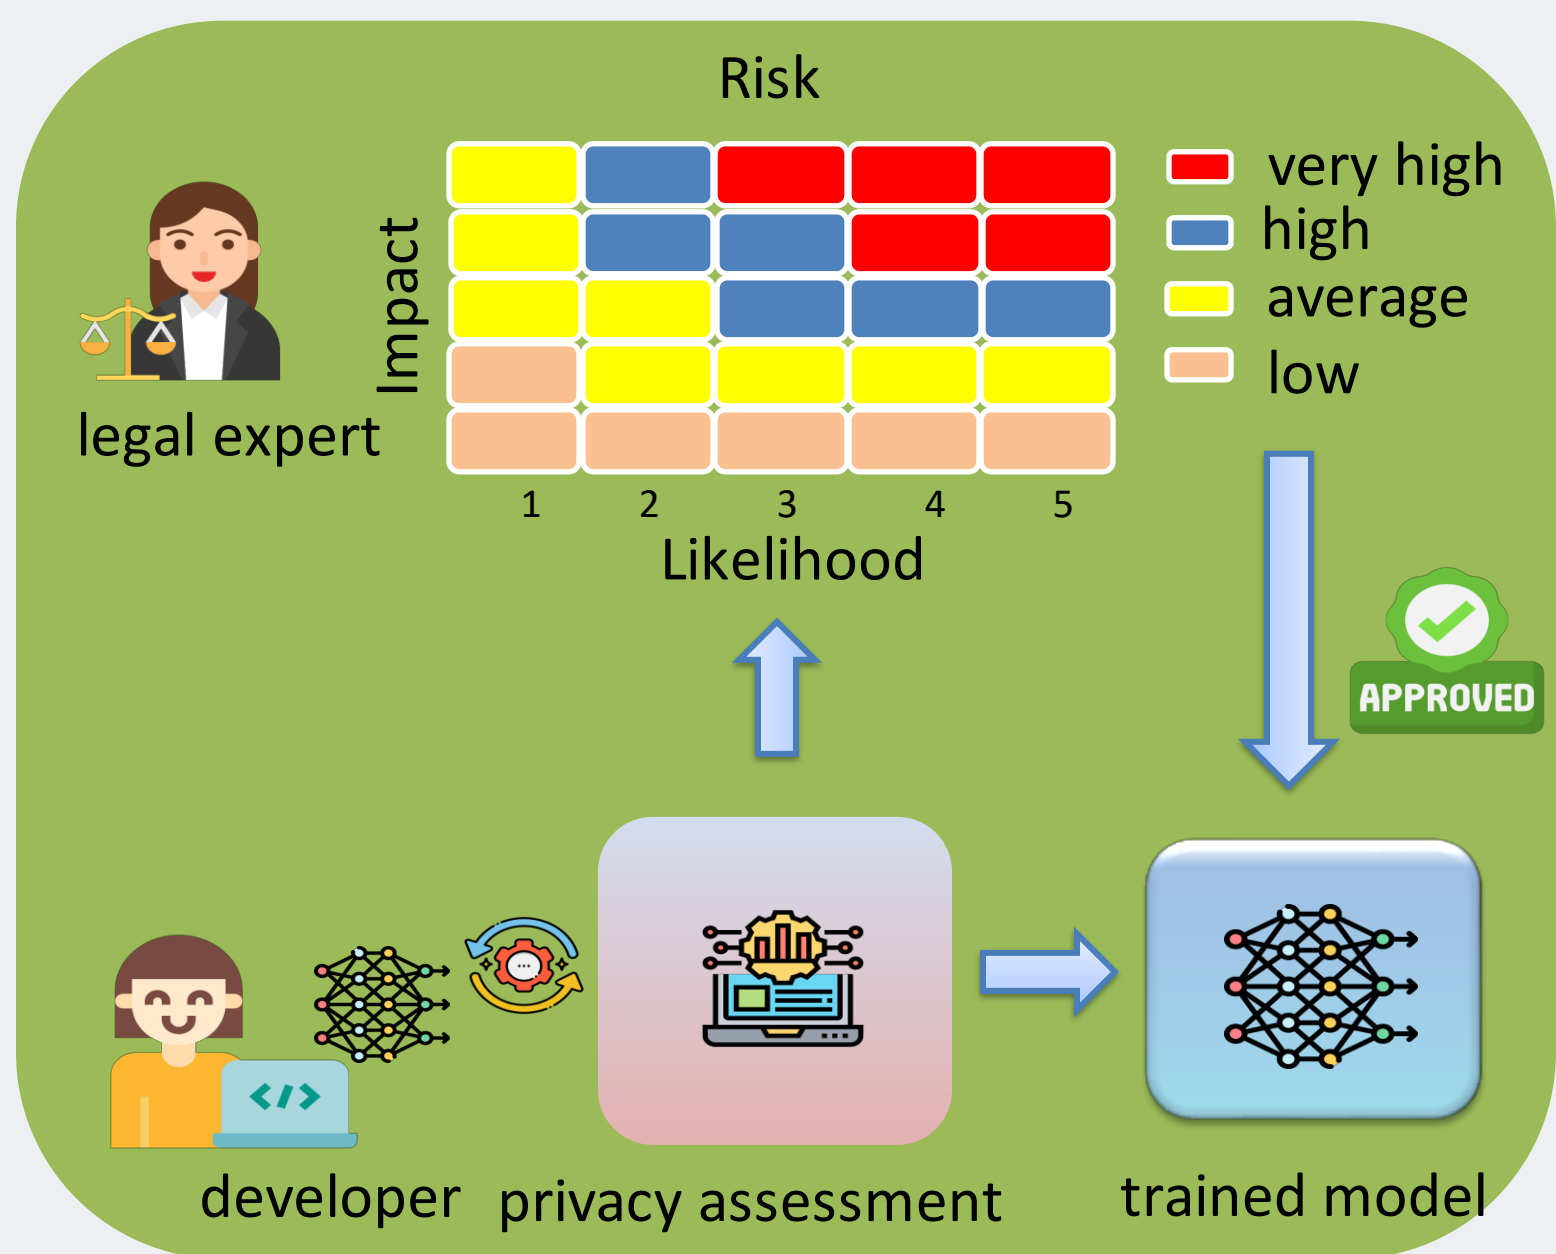 Risk
Impact
very high
high
average
low
legal expert
1 2 3 4 5
Likelihood
APPROVED
</>
developer
privacy assessment
trained model